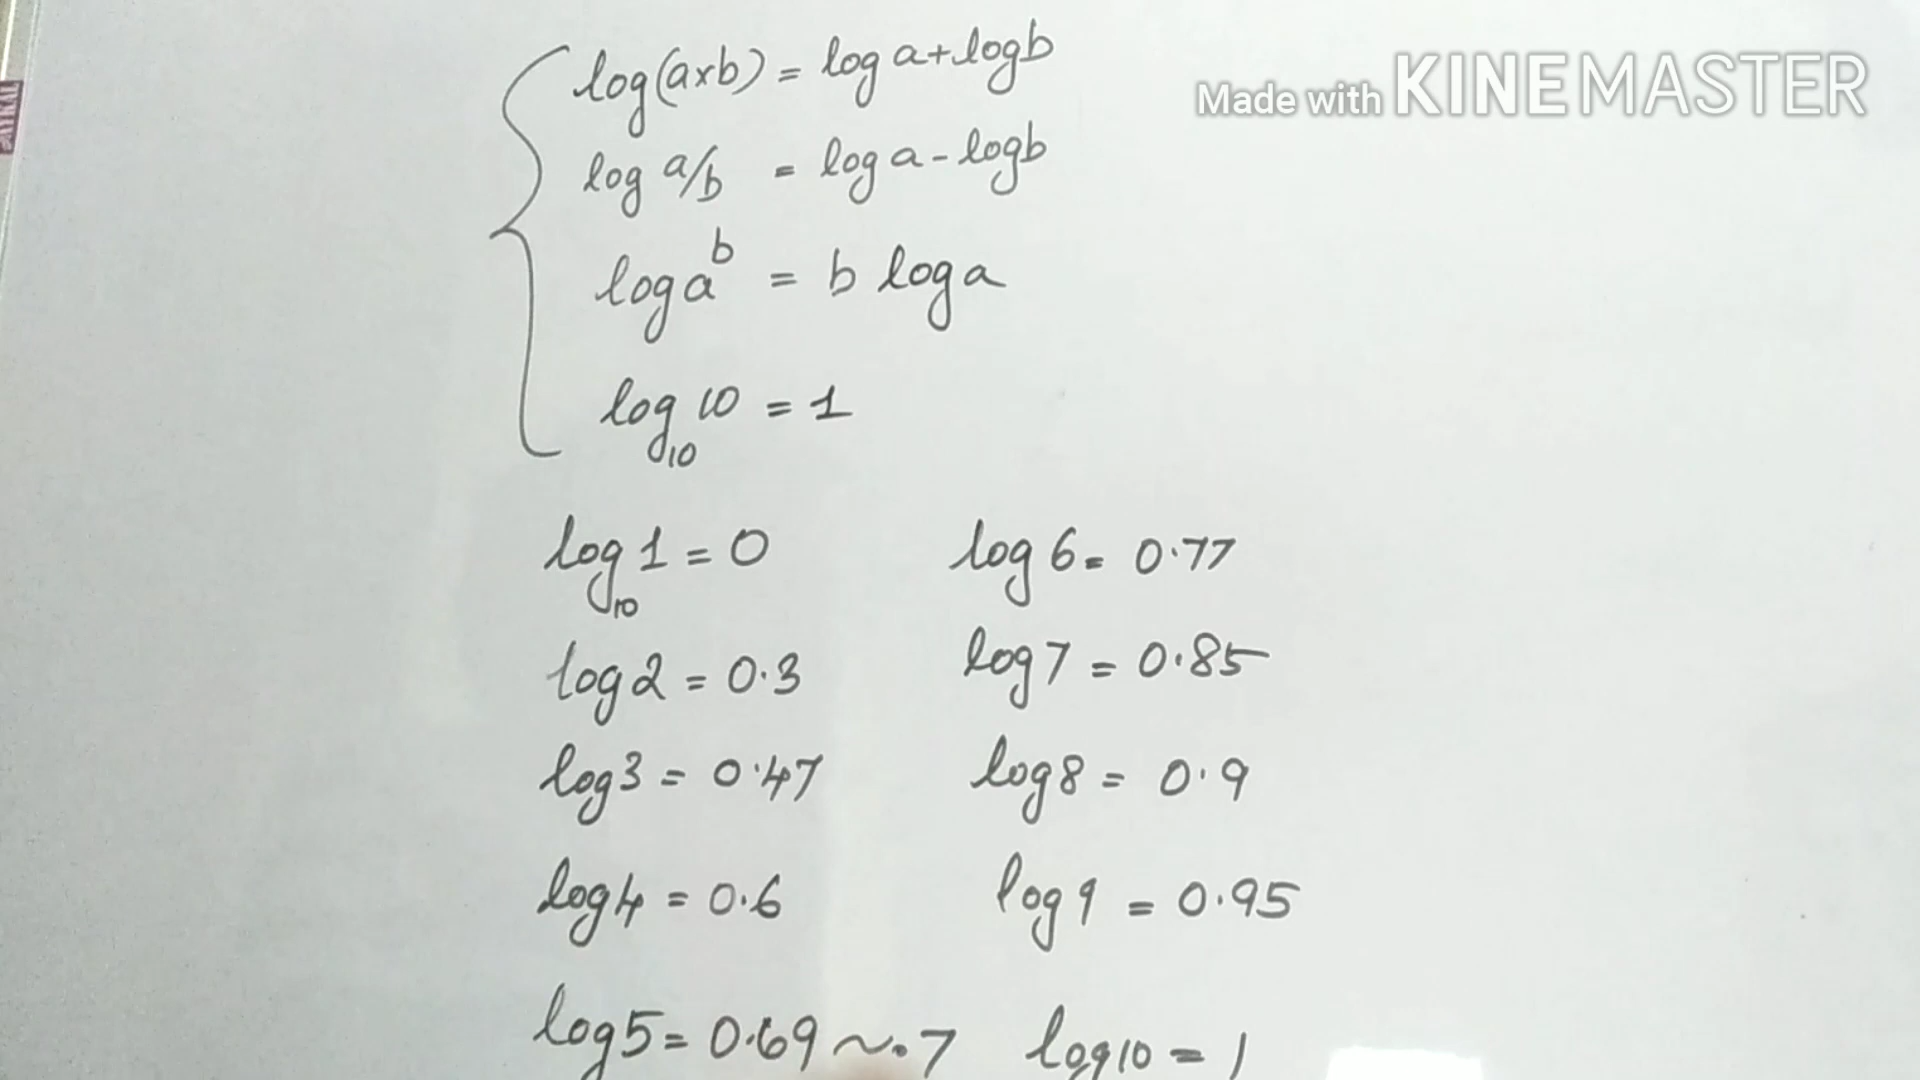 Made with KINEMASTER
log(a×b) = log a + log b
log a/b = log a - log b
log a^b = b log a
log₁₀ 10 = 1
log₁₀ 1 = 0
log 2 = 0.3
log 3 = 0.47
log 4 = 0.6
log 5 = 0.69 ~ .7
log 6 = 0.77
log 7 = 0.85
log 8 = 0.9
log 9 = 0.95
log 10 = 1